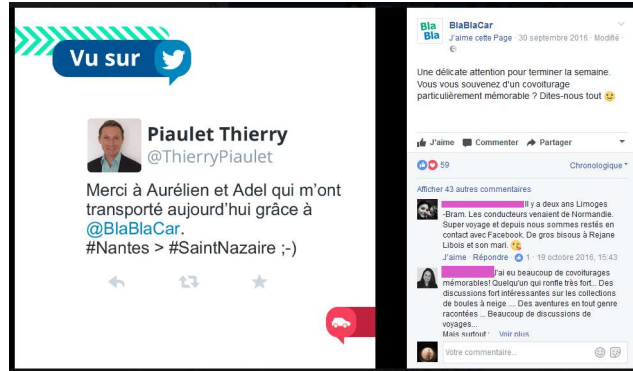 Vu sur
Piaulet Thierry
@ThierryPiaulet
Merci à Aurélien et Adel qui m'ont
transporté aujourd'hui grâce à
@BlaBlaCar.
#Nantes > #SaintNazaire ;-)
Bla
Bla
BlaBlaCar
J'aime cette Page · 30 septembre 2016 · Modifié ·
Une délicate attention pour terminer la semaine.
Vous vous souvenez d'un covoiturage
particulièrement mémorable ? Dites-nous tout 🙂
J'aime Commenter Partager
59 Chronologique
Afficher 43 autres commentaires
Il y a deux ans Limoges
-Bram. Les conducteurs venaient de Normandie.
Super voyage et depuis nous sommes restés en
contact avec Facebook. De gros bisous à Rejane
Libois et son mari. 😘
J'aime · Répondre · 1 · 19 octobre 2016, 15:43
J'ai eu beaucoup de covoiturages
mémorables! Quelqu'un qui ronfle très fort... Des
discussions fort intéressantes sur les collections
de boules à neige .... Des aventures en tout genre
racontées ... Beaucoup de discussions de
voyages...
Mais surtout : Voir plus
Votre commentaire...